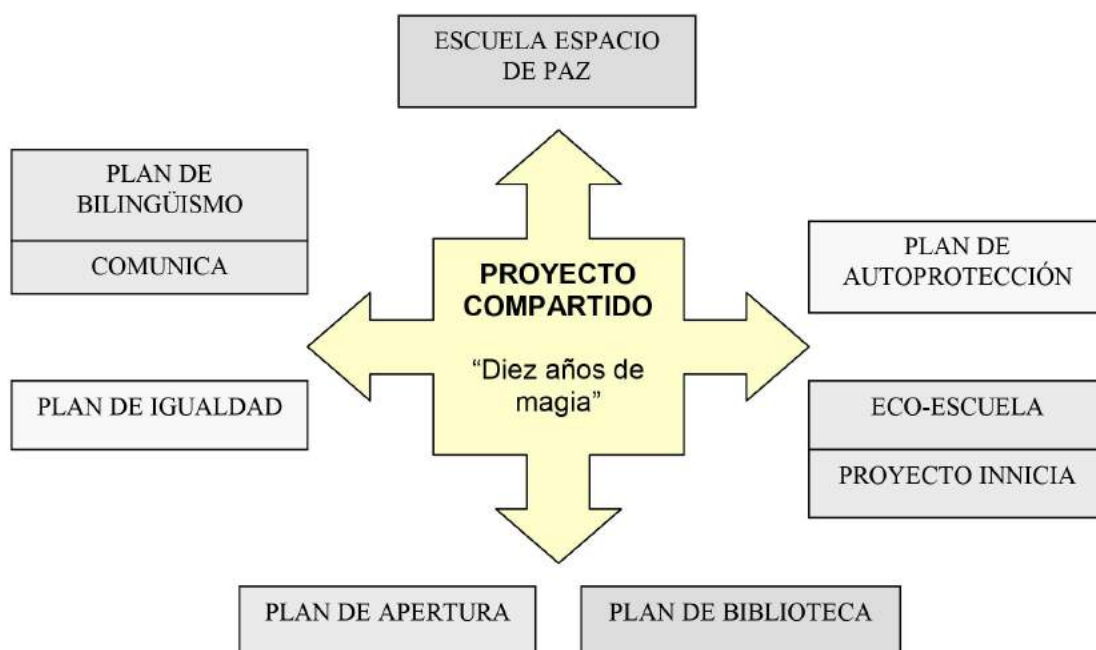 ESCUELA ESPACIO
DE PAZ
PLAN DE
BILINGÜISMO
COMUNICA
PLAN DE IGUALDAD
PROYECTO
COMPARTIDO
“Diez años de
magia”
PLAN DE
AUTOPROTECCIÓN
ECO-ESCUELA
PROYECTO INNICIA
PLAN DE APERTURA
PLAN DE BIBLIOTECA